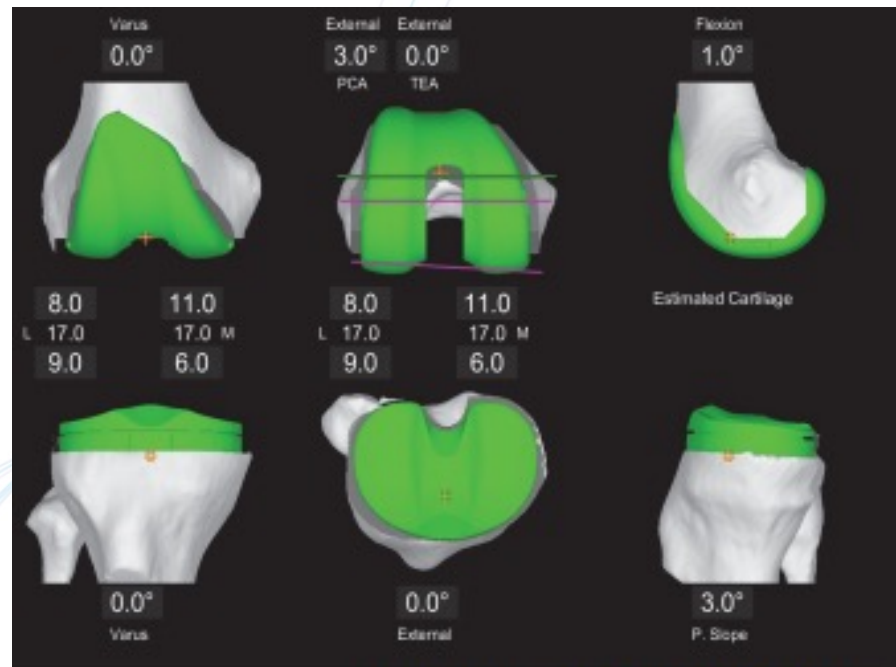 Varus External External Flexion
0.0° 3.0° 0.0° 1.0°
PCA TEA
8.0 11.0 8.0 11.0 Estimated Cartilage
L 17.0 17.0 M L 17.0 17.0 M
9.0 6.0 9.0 6.0
0.0° 0.0° 3.0°
Varus External P. Slope